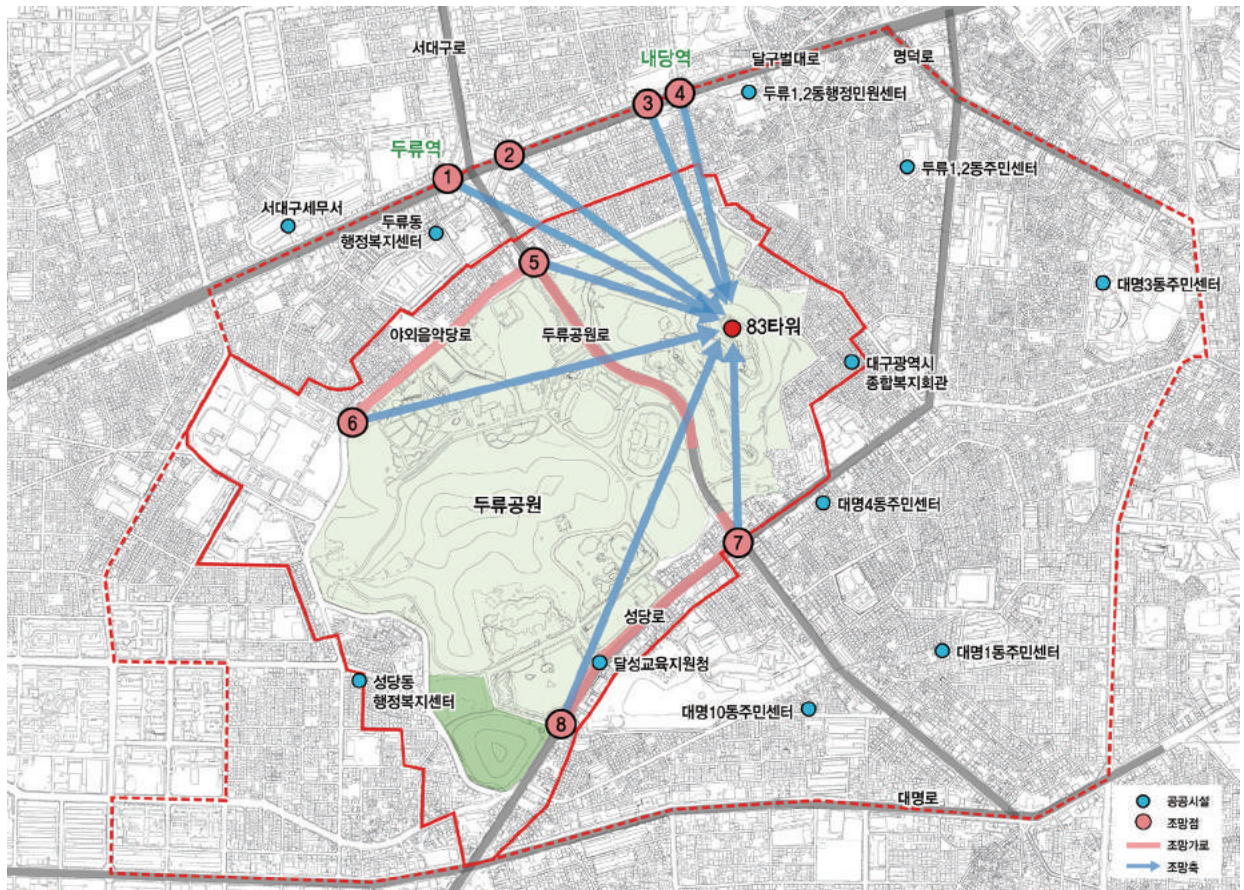 서대구로
내당역
달구벌대로
명덕로
4
3
두류1,2동행정민원센터
두류역
2
1
두류1,2동주민센터
서대구세무서
두류동
행정복지센터
5
대명3동주민센터
야외음악당로
두류공원로
83타워
대구광역시
종합복지회관
6
두류공원
대명4동주민센터
7
성당로
달성교육지원청
대명1동주민센터
성당동
행정복지센터
대명10동주민센터
8
대명로
공공시설
조망점
조망가로
조망축